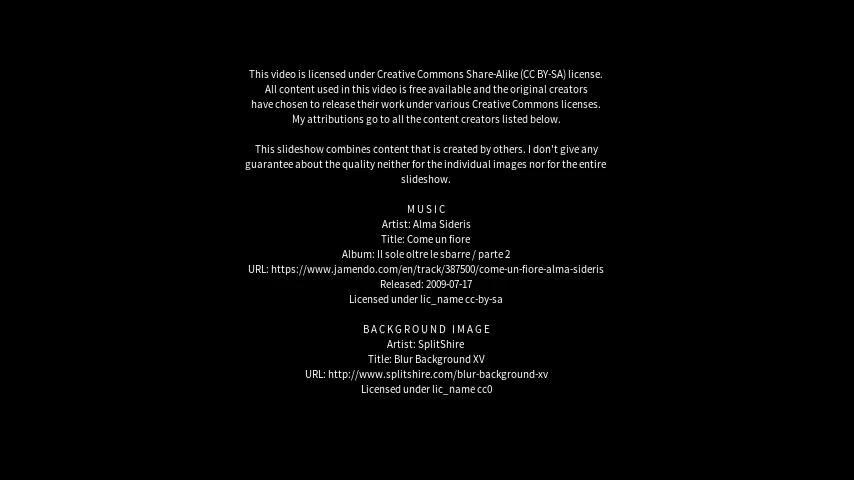 This video is licensed under Creative Commons Share-Alike (CC BY-SA) license.
All content used in this video is free available and the original creators
have chosen to release their work under various Creative Commons licenses.
My attributions go to all the content creators listed below.
This slideshow combines content that is created by others. I don't give any
guarantee about the quality neither for the individual images nor for the entire
slideshow.
MUSIC
Artist: Alma Sideris
Title: Come un fiore
Album: Il sole oltre le sbarre / parte 2
URL: https://www.jamendo.com/en/track/387500/come-un-fiore-alma-sideris
Released: 2009-07-17
Licensed under lic_name cc-by-sa
BACKGROUND IMAGE
Artist: SplitShire
Title: Blur Background XV
URL: http://www.splitshire.com/blur-background-xv
Licensed under lic_name cc0